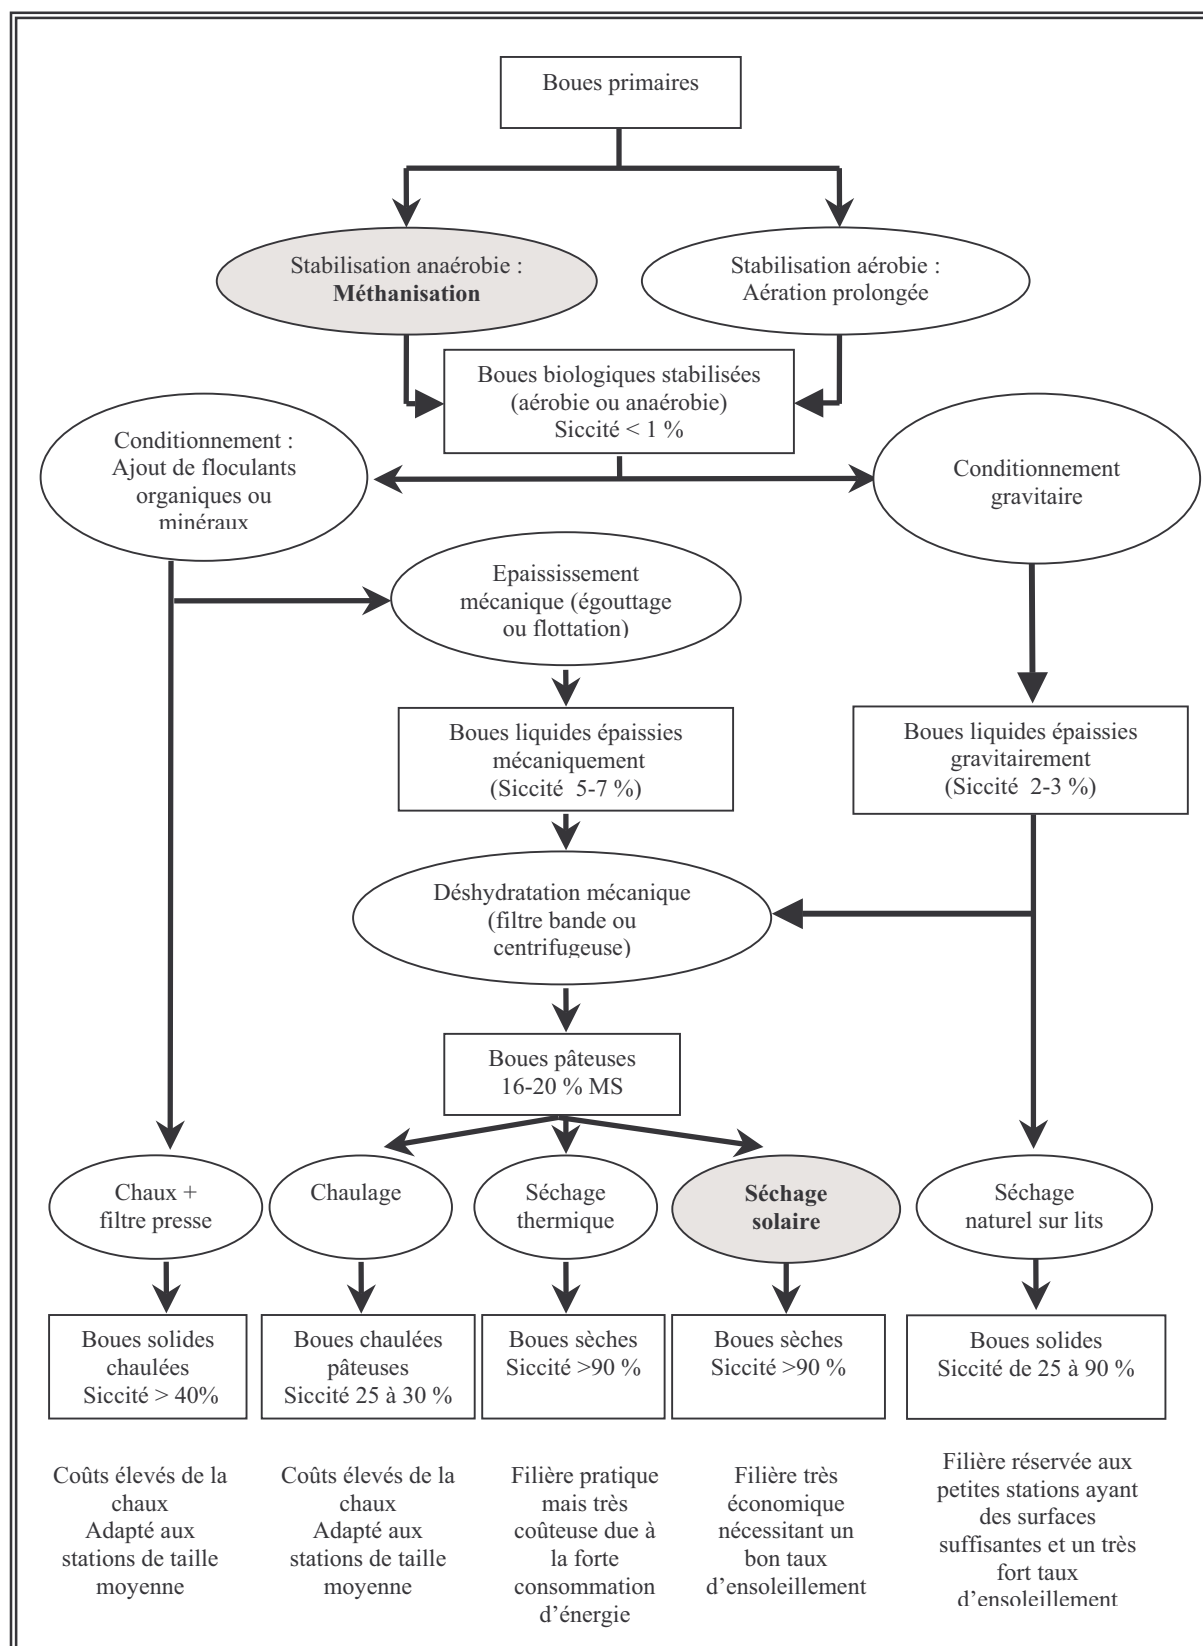 Boues primaires
Stabilisation anaérobie :
Méthanisation
Stabilisation aérobie :
Aération prolongée
Boues biologiques stabilisées
(aérobie ou anaérobie)
Siccité < 1 %
Conditionnement :
Ajout de floculants
organiques ou
minéraux
Conditionnement
gravitaire
Epaississement
mécanique (égouttage
ou flottation)
Boues liquides épaissies
mécaniquement
(Siccité  5-7 %)
Boues liquides épaissies
gravitairement
(Siccité  2-3 %)
Déshydratation mécanique
(filtre bande ou
centrifugeuse)
Boues pâteuses
16-20 % MS
Chaux +
filtre presse
Chaulage
Séchage
thermique
Séchage
solaire
Séchage
naturel sur lits
Boues solides
chaulées
Siccité > 40%
Boues chaulées
pâteuses
Siccité 25 à 30 %
Boues sèches
Siccité >90 %
Boues sèches
Siccité >90 %
Boues solides
Siccité de 25 à 90 %
Coûts élevés de la
chaux
Adapté aux
stations de taille
moyenne
Coûts élevés de la
chaux
Adapté aux
stations de taille
moyenne
Filière pratique
mais très
coûteuse due à
la forte
consommation
d'énergie
Filière très
économique
nécessitant un
bon taux
d'ensoleillement
Filière réservée aux
petites stations ayant
des surfaces
suffisantes et un très
fort taux
d'ensoleillement